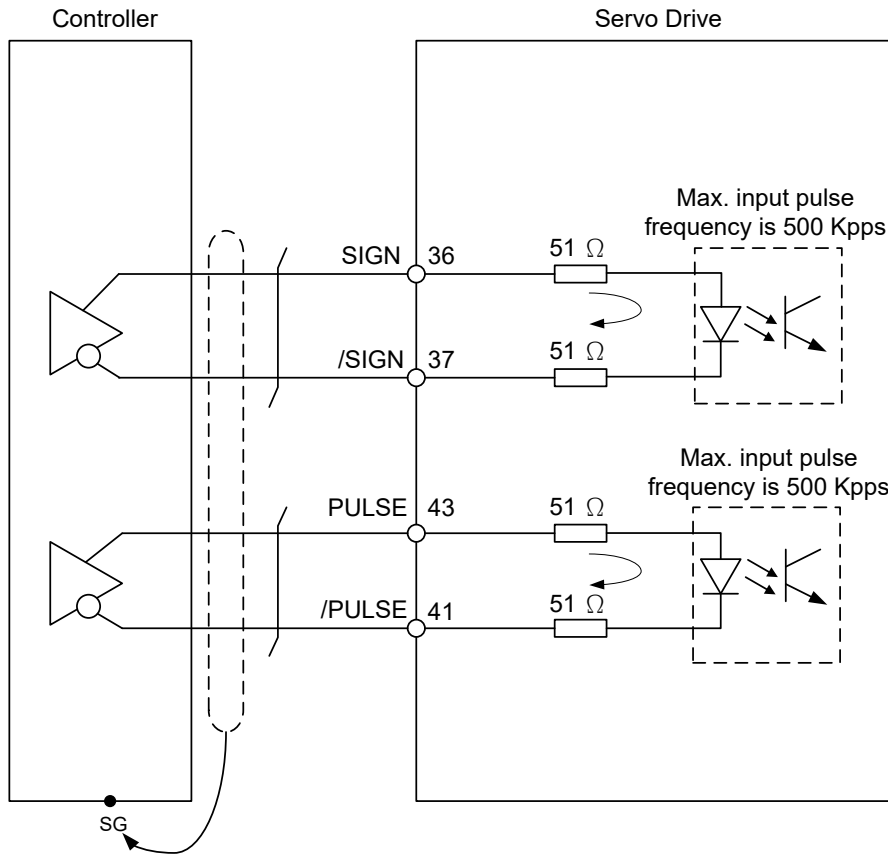 Controller
Servo Drive
Max. input pulse
frequency is 500 Kpps
SIGN
36
51 Ω
/SIGN
37
51 Ω
Max. input pulse
frequency is 500 Kpps
PULSE
43
51 Ω
/PULSE
41
51 Ω
SG